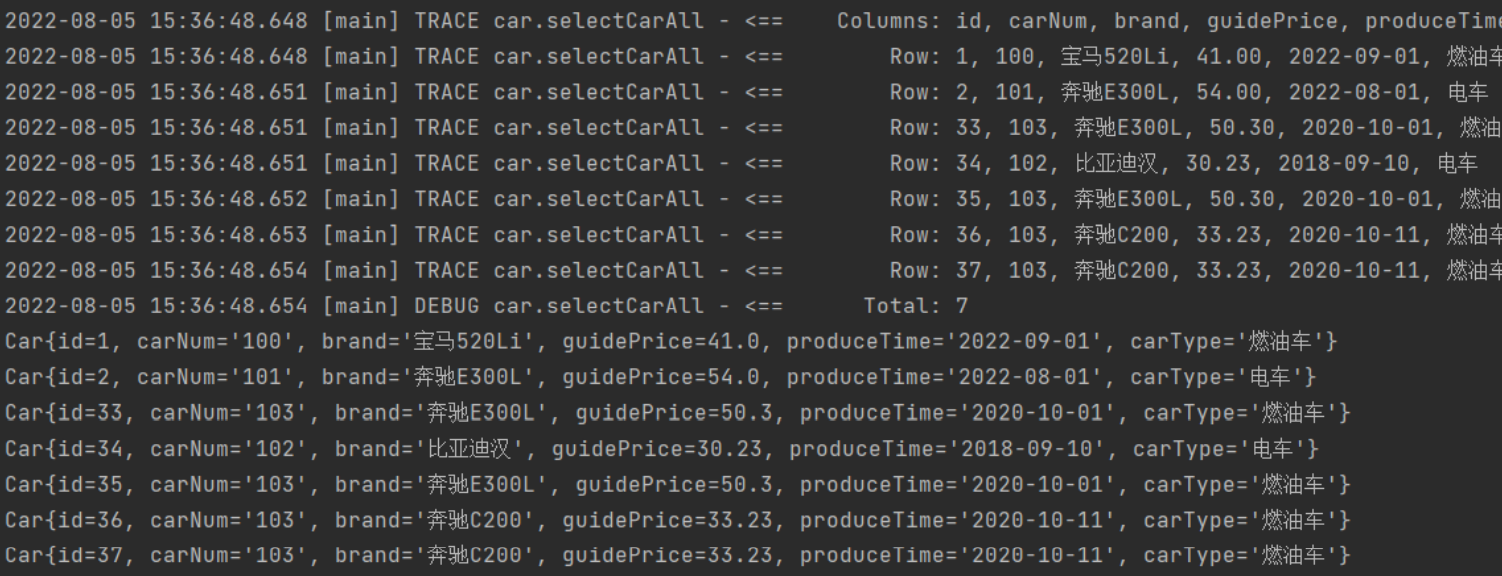 2022-08-05 15:36:48.648 [main] TRACE car.selectCarAll - <==    Columns: id, carNum, brand, guidePrice, produceTime
2022-08-05 15:36:48.648 [main] TRACE car.selectCarAll - <==        Row: 1, 100, 宝马520Li, 41.00, 2022-09-01, 燃油车
2022-08-05 15:36:48.651 [main] TRACE car.selectCarAll - <==        Row: 2, 101, 奔驰E300L, 54.00, 2022-08-01, 电车
2022-08-05 15:36:48.651 [main] TRACE car.selectCarAll - <==        Row: 33, 103, 奔驰E300L, 50.30, 2020-10-01, 燃油
2022-08-05 15:36:48.651 [main] TRACE car.selectCarAll - <==        Row: 34, 102, 比亚迪汉, 30.23, 2018-09-10, 电车
2022-08-05 15:36:48.652 [main] TRACE car.selectCarAll - <==        Row: 35, 103, 奔驰E300L, 50.30, 2020-10-01, 燃油
2022-08-05 15:36:48.653 [main] TRACE car.selectCarAll - <==        Row: 36, 103, 奔驰C200, 33.23, 2020-10-11, 燃油车
2022-08-05 15:36:48.654 [main] TRACE car.selectCarAll - <==        Row: 37, 103, 奔驰C200, 33.23, 2020-10-11, 燃油车
2022-08-05 15:36:48.654 [main] DEBUG car.selectCarAll - <==      Total: 7
Car{id=1, carNum='100', brand='宝马520Li', guidePrice=41.0, produceTime='2022-09-01', carType='燃油车'}
Car{id=2, carNum='101', brand='奔驰E300L', guidePrice=54.0, produceTime='2022-08-01', carType='电车'}
Car{id=33, carNum='103', brand='奔驰E300L', guidePrice=50.3, produceTime='2020-10-01', carType='燃油车'}
Car{id=34, carNum='102', brand='比亚迪汉', guidePrice=30.23, produceTime='2018-09-10', carType='电车'}
Car{id=35, carNum='103', brand='奔驰E300L', guidePrice=50.3, produceTime='2020-10-01', carType='燃油车'}
Car{id=36, carNum='103', brand='奔驰C200', guidePrice=33.23, produceTime='2020-10-11', carType='燃油车'}
Car{id=37, carNum='103', brand='奔驰C200', guidePrice=33.23, produceTime='2020-10-11', carType='燃油车'}